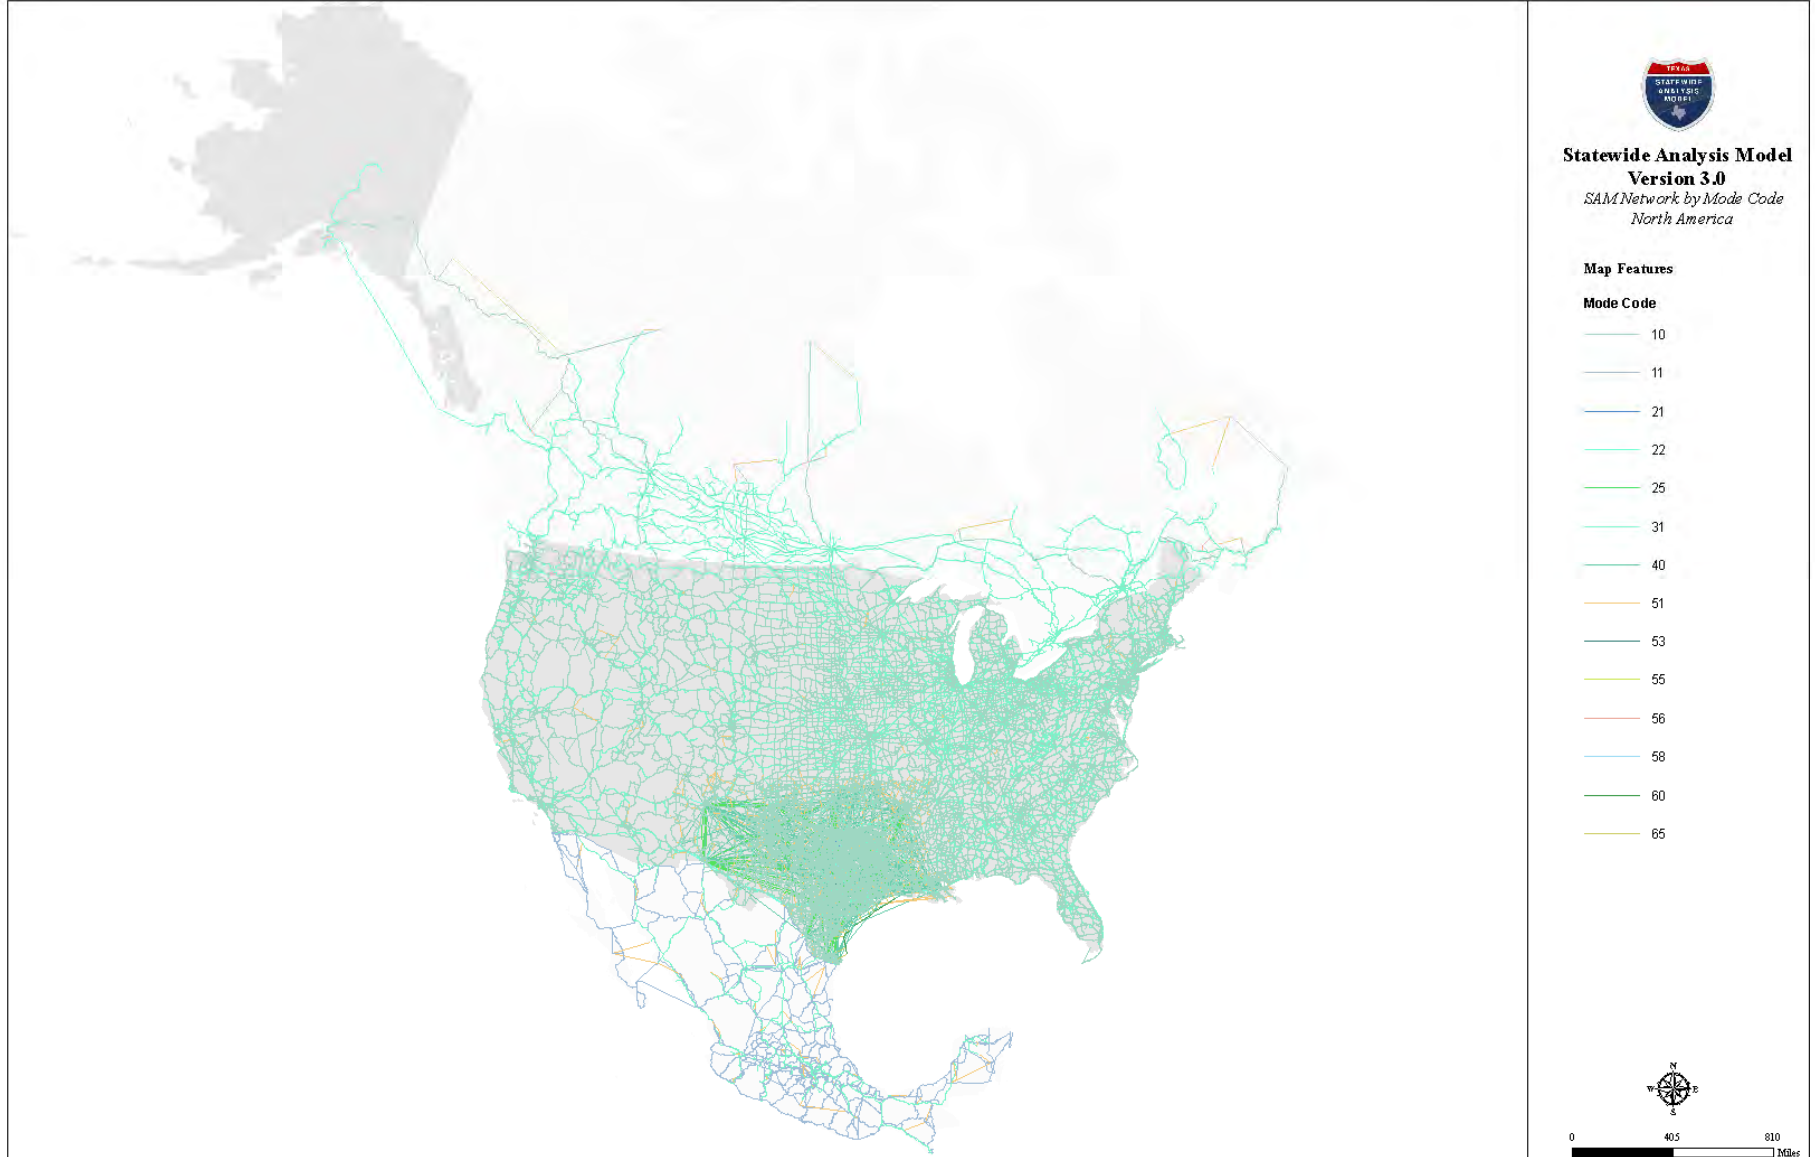 TEXAS
STATEWIDE
ANALYSIS
MODEL
Statewide Analysis Model
Version 3.0
SAM Network by Mode Code
North America
Map Features
Mode Code
10
11
21
22
25
31
40
51
53
55
56
58
60
65
N
W E
S
0 405 810
Miles